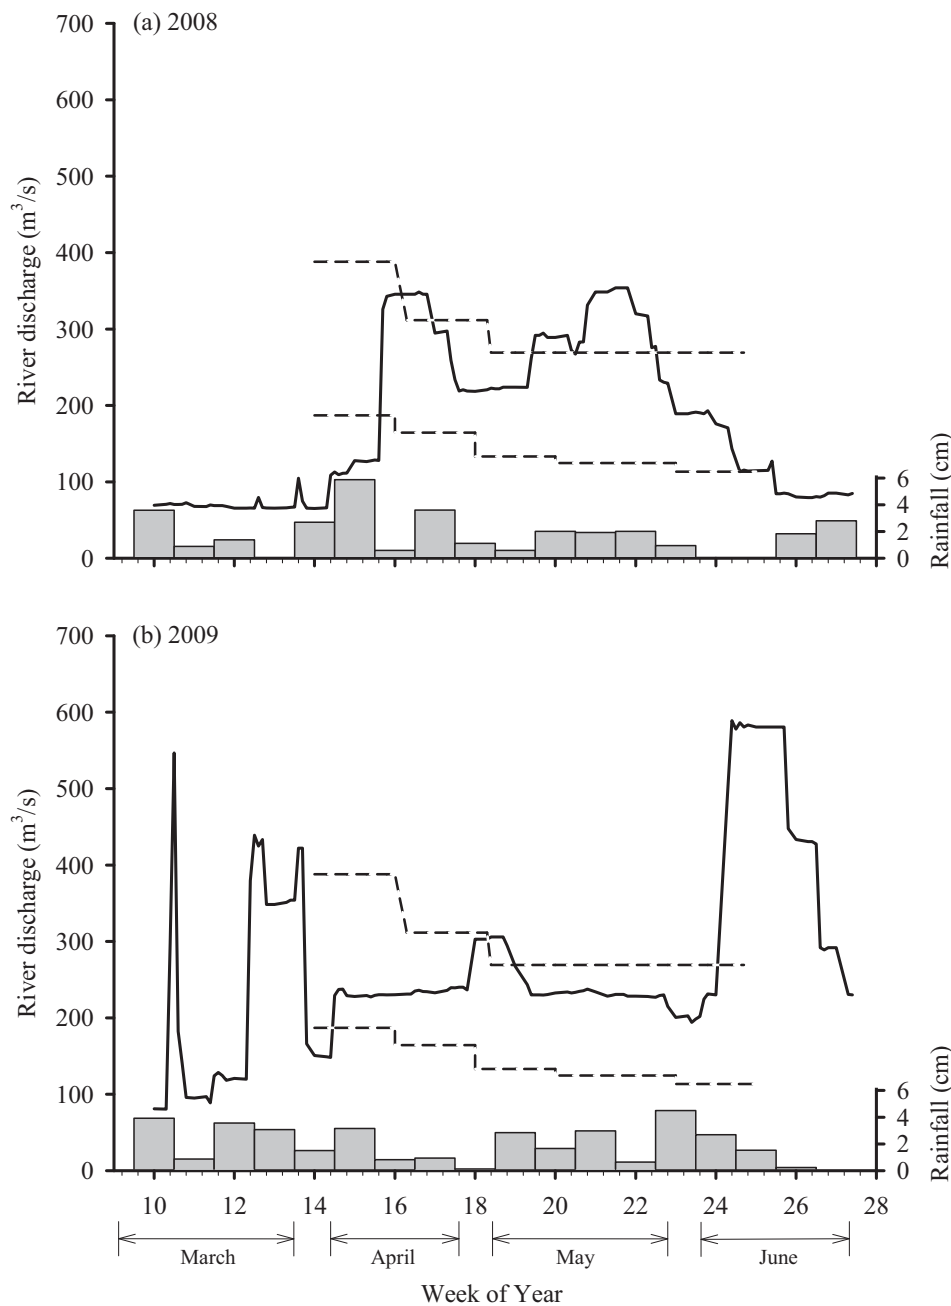 (a) 2008
700
600
500
400
300
200
100
0
River discharge (m³/s)
6
4
2
0
Rainfall (cm)
(b) 2009
700
600
500
400
300
200
100
0
River discharge (m³/s)
6
4
2
0
Rainfall (cm)
10 12 14 16 18 20 22 24 26 28
March April May June
Week of Year